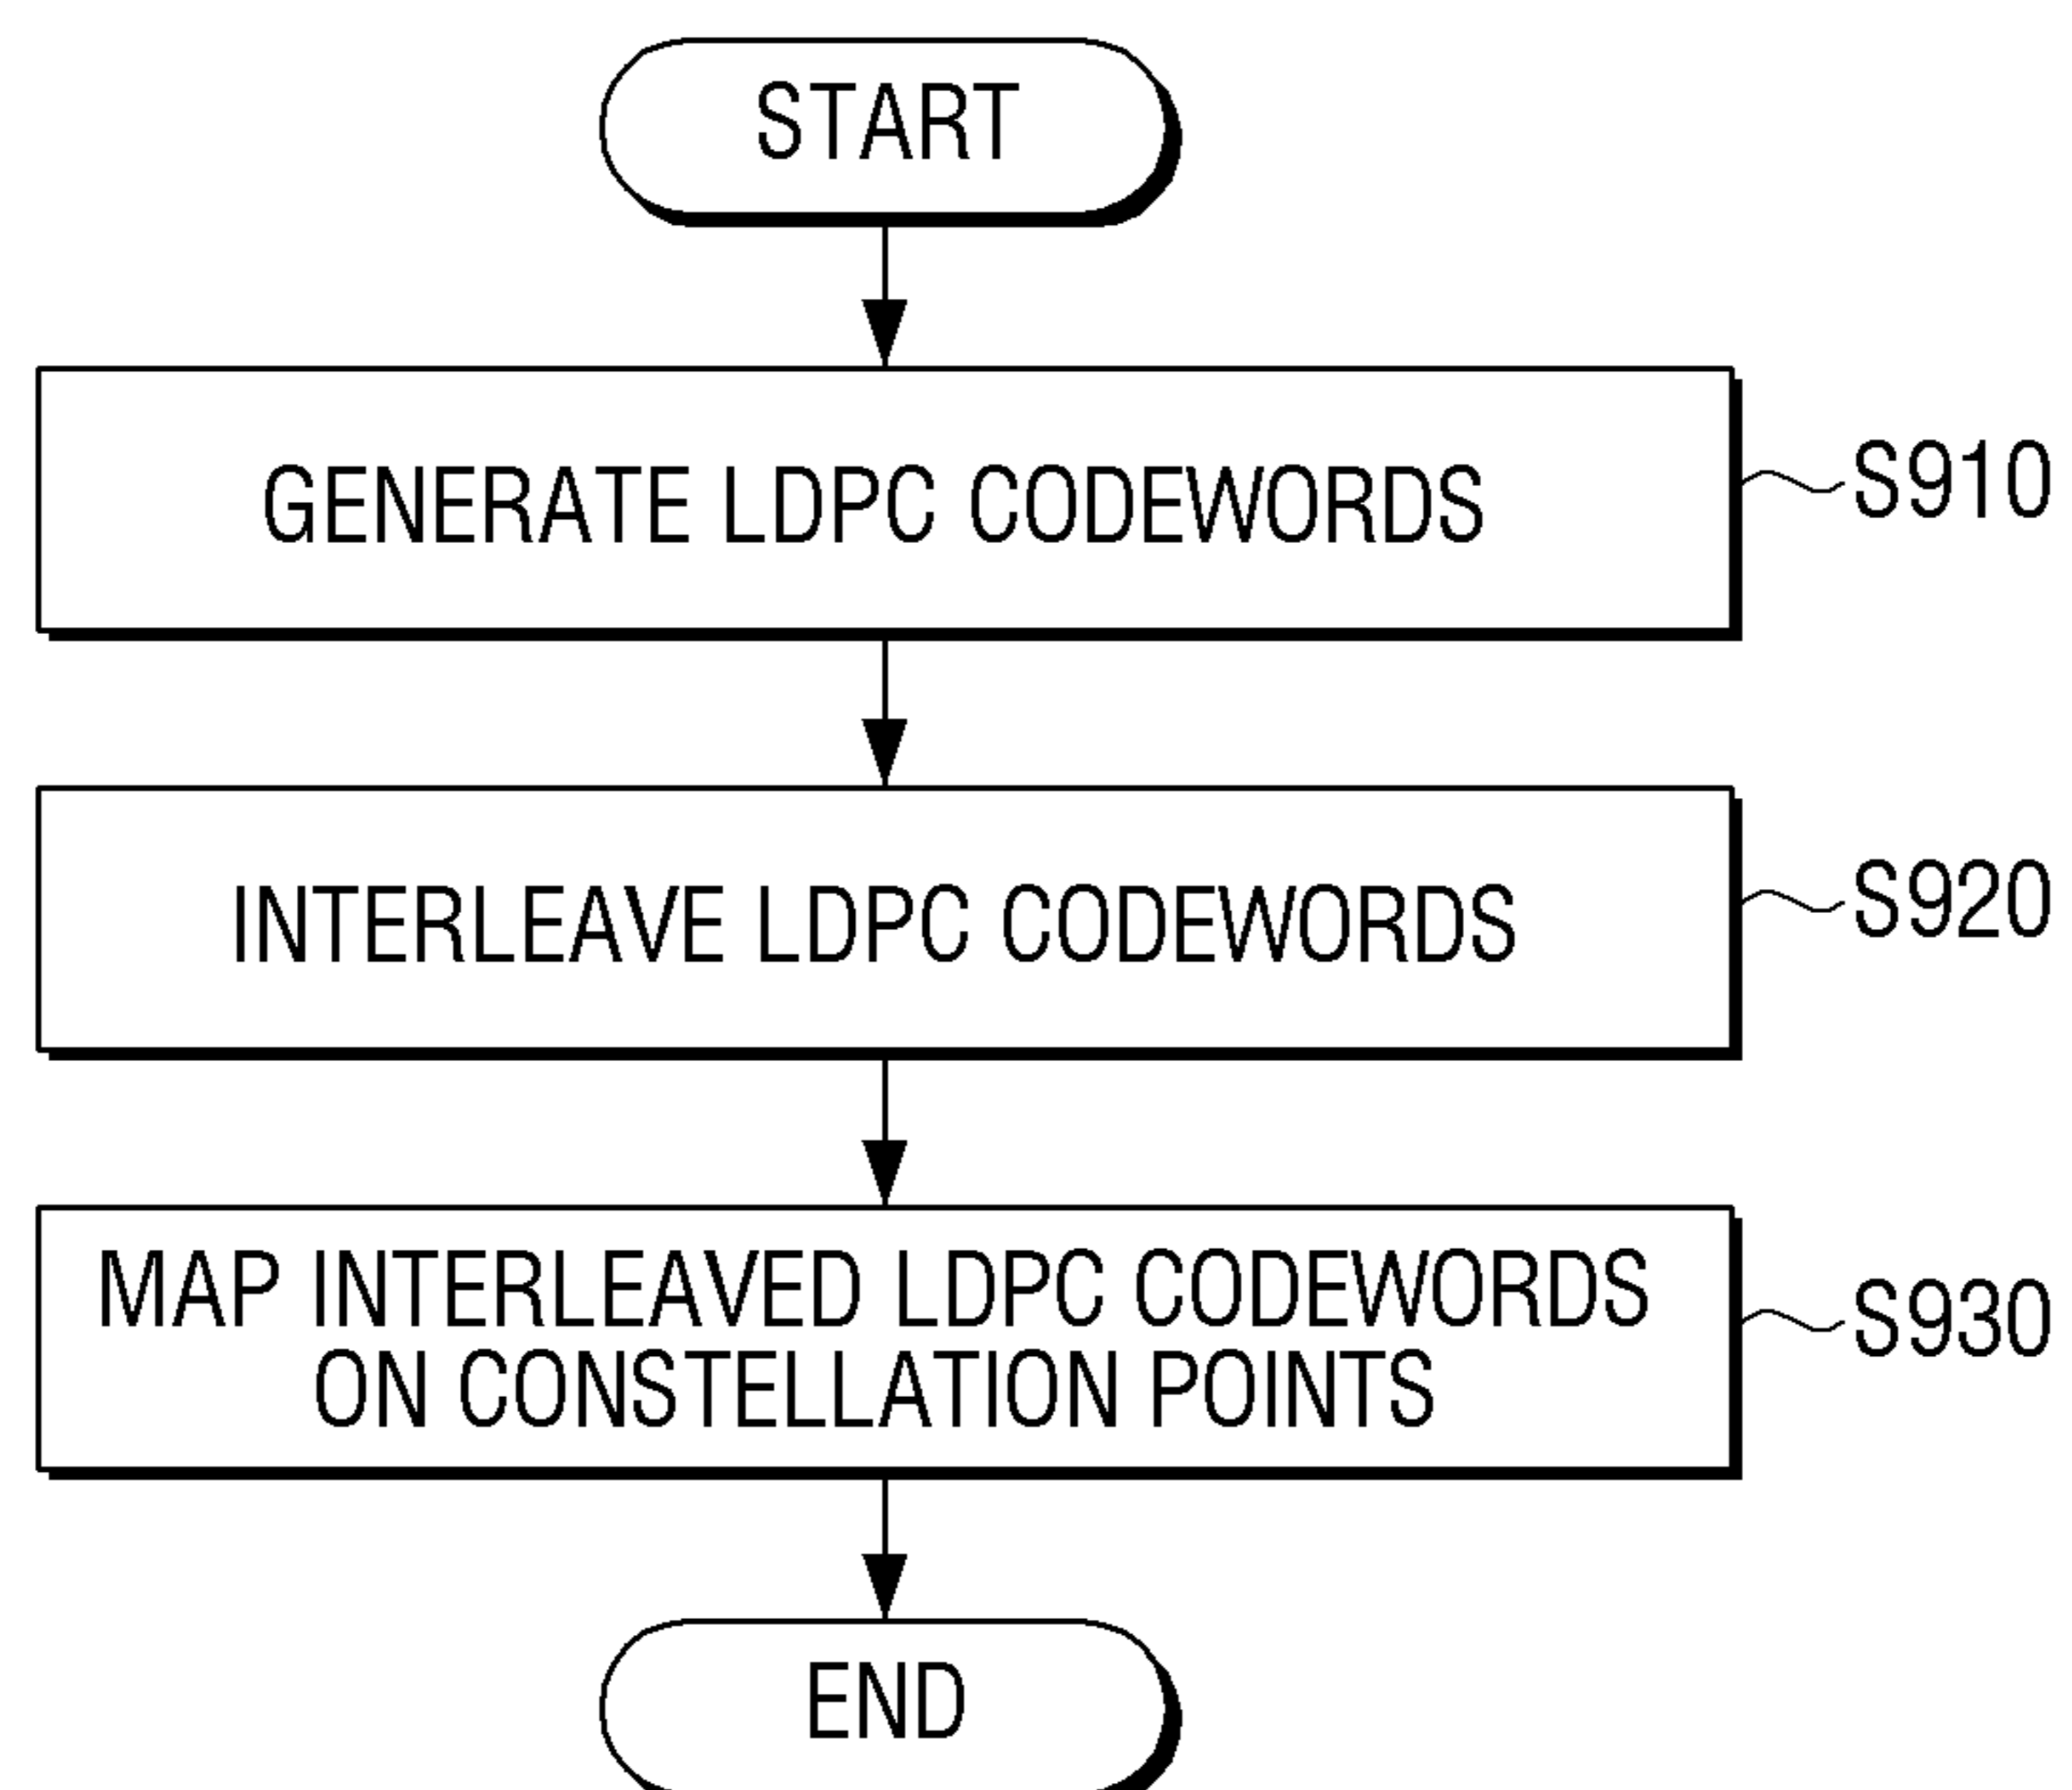 START
GENERATE LDPC CODEWORDS
S910
INTERLEAVE LDPC CODEWORDS
S920
MAP INTERLEAVED LDPC CODEWORDS
ON CONSTELLATION POINTS
S930
END